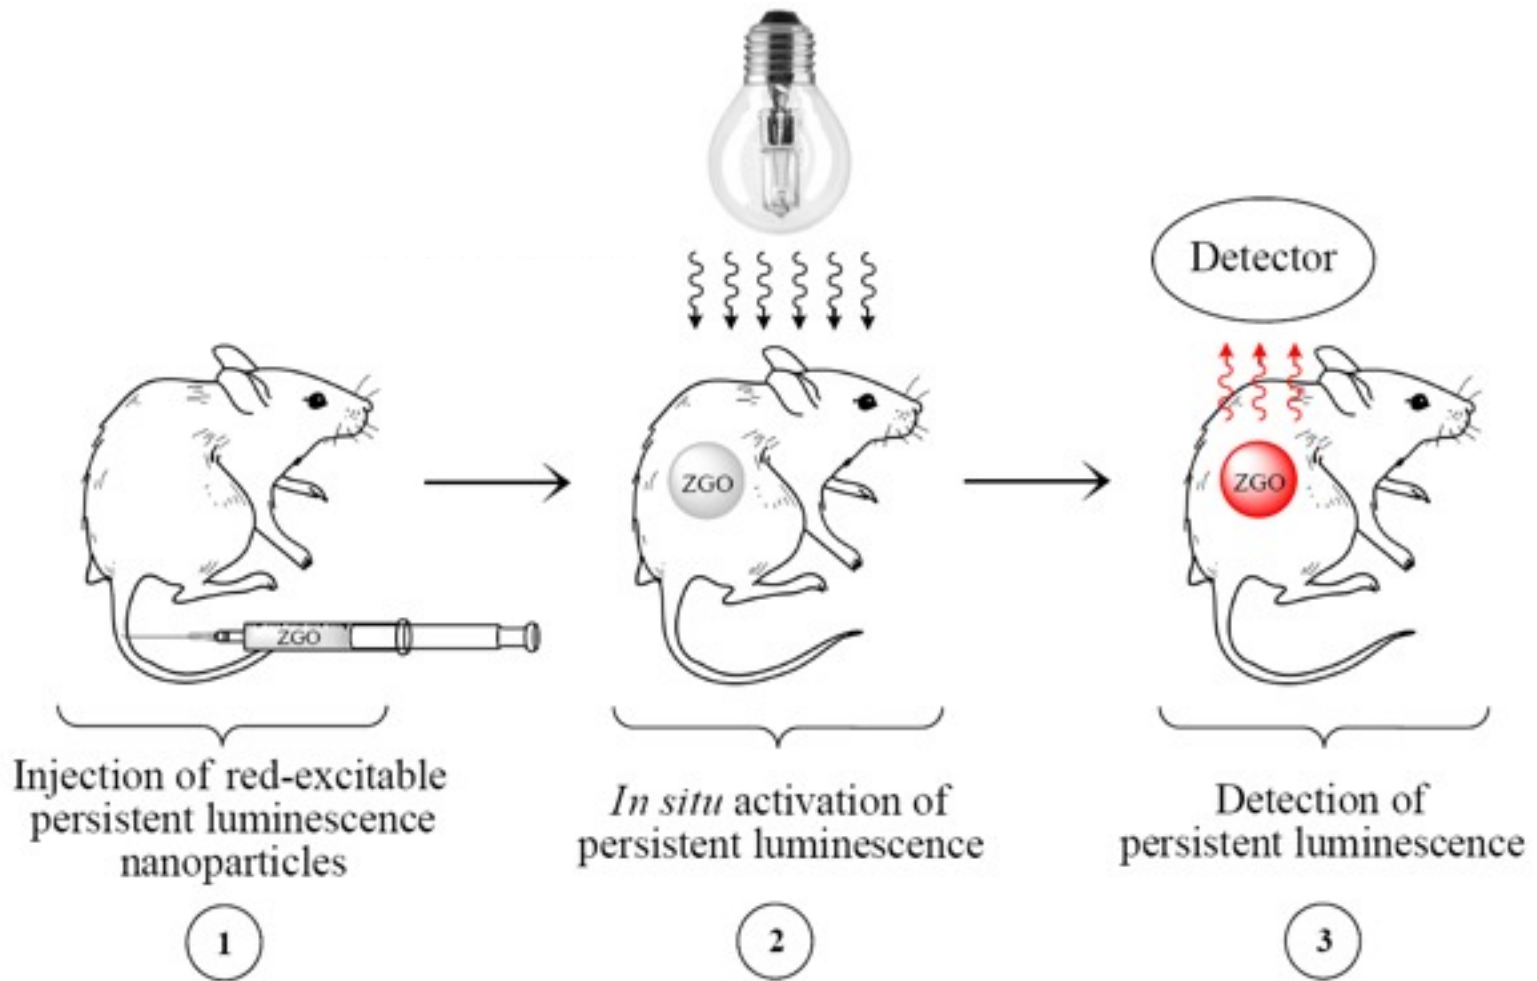 Detector
ZGO
ZGO
ZGO
Injection of red-excitable
persistent luminescence
nanoparticles
In situ activation of
persistent luminescence
Detection of
persistent luminescence
1
2
3